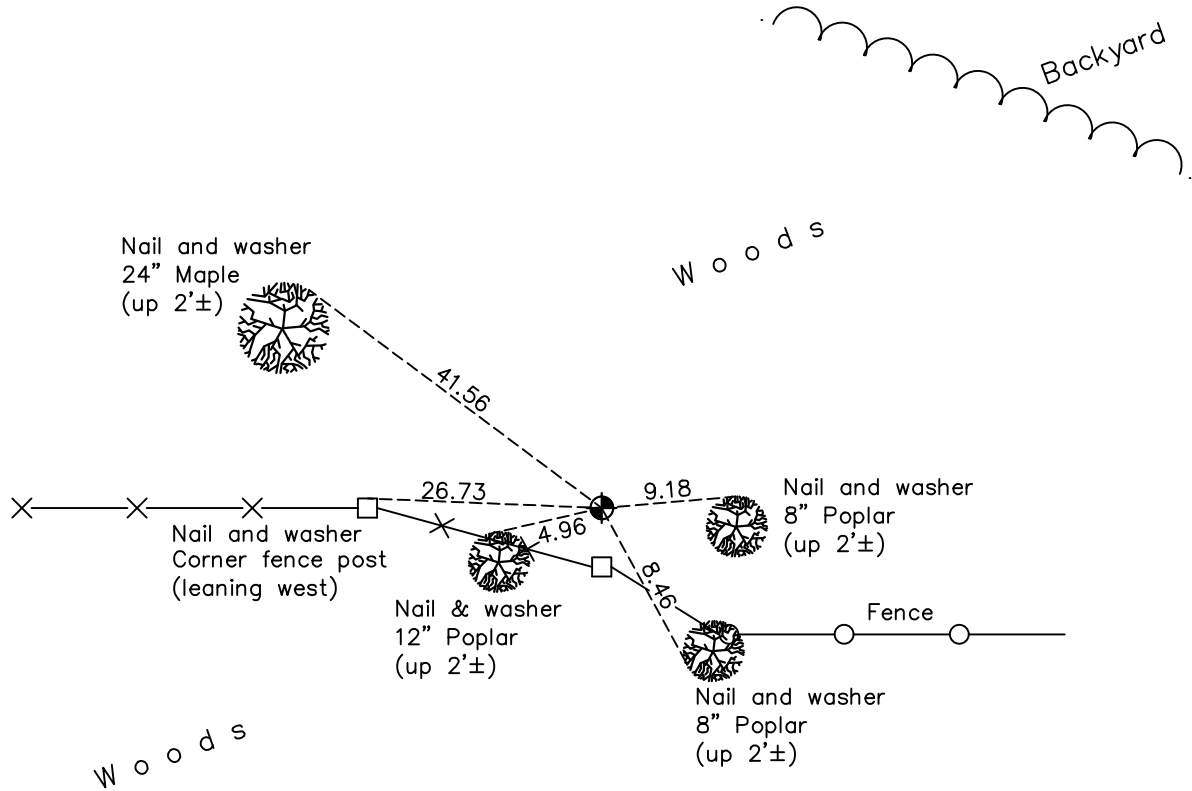 Backyard
Woods
Nail and washer
24” Maple
(up 2’±)
41.56
26.73
9.18
Nail and washer
8” Poplar
(up 2’±)
Nail and washer
Corner fence post
(leaning west)
4.96
8.46
Nail & washer
12” Poplar
(up 2’±)
Fence
Nail and washer
8” Poplar
(up 2’±)
Woods